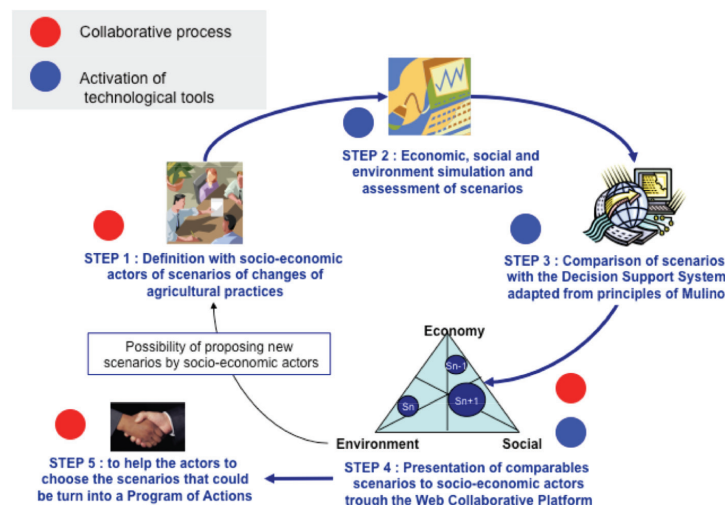 Collaborative process
Activation of
technological tools
STEP 2 : Economic, social and
environment simulation and
assessment of scenarios
STEP 1 : Definition with socio-economic
actors of scenarios of changes of
agricultural practices
STEP 3 : Comparison of scenarios
with the Decision Support System
adapted from principles of Mulino
Possibility of proposing new
scenarios by socio-economic actors
Economy
Sn-1
Sn
Sn+1
Environment
Social
STEP 5 : to help the actors to
choose the scenarios that could
be turn into a Program of Actions
STEP 4 : Presentation of comparables
scenarios to socio-economic actors
trough the Web Collaborative Platform